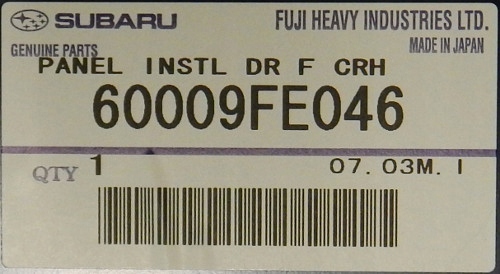 SUBARU FUJI HEAVY INDUSTRIES LTD.
GENUINE PARTS MADE IN JAPAN
PANEL INSTL DR F CRH
60009FE046
QTY 1 07. 03M. I